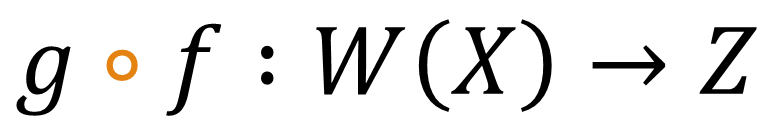 g ∘ f : W(X) → Z